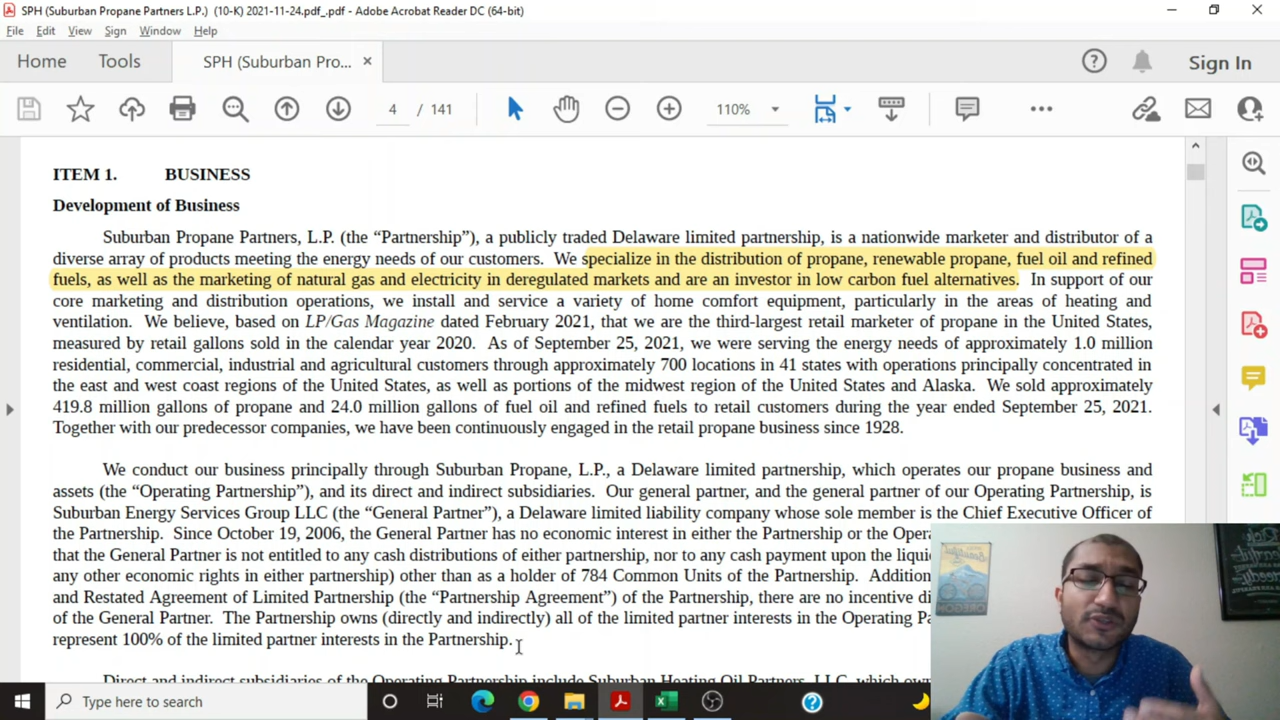 SPH (Suburban Propane Partners L.P.) (10-K) 2021-11-24.pdf_.pdf - Adobe Acrobat Reader DC (64-bit)
File Edit View Sign Window Help
Home Tools SPH (Suburban Pro... × Sign In
4 / 141 110%
ITEM 1. BUSINESS
Development of Business
Suburban Propane Partners, L.P. (the “Partnership”), a publicly traded Delaware limited partnership, is a nationwide marketer and distributor of a
diverse array of products meeting the energy needs of our customers. We specialize in the distribution of propane, renewable propane, fuel oil and refined
fuels, as well as the marketing of natural gas and electricity in deregulated markets and are an investor in low carbon fuel alternatives. In support of our
core marketing and distribution operations, we install and service a variety of home comfort equipment, particularly in the areas of heating and
ventilation. We believe, based on LP/Gas Magazine dated February 2021, that we are the third-largest retail marketer of propane in the United States,
measured by retail gallons sold in the calendar year 2020. As of September 25, 2021, we were serving the energy needs of approximately 1.0 million
residential, commercial, industrial and agricultural customers through approximately 700 locations in 41 states with operations principally concentrated in
the east and west coast regions of the United States, as well as portions of the midwest region of the United States and Alaska. We sold approximately
419.8 million gallons of propane and 24.0 million gallons of fuel oil and refined fuels to retail customers during the year ended September 25, 2021.
Together with our predecessor companies, we have been continuously engaged in the retail propane business since 1928.
We conduct our business principally through Suburban Propane, L.P., a Delaware limited partnership, which operates our propane business and
assets (the “Operating Partnership”), and its direct and indirect subsidiaries. Our general partner, and the general partner of our Operating Partnership, is
Suburban Energy Services Group LLC (the “General Partner”), a Delaware limited liability company whose sole member is the Chief Executive Officer of
the Partnership. Since October 19, 2006, the General Partner has no economic interest in either the Partnership or the Ope
that the General Partner is not entitled to any cash distributions of either partnership, nor to any cash payment upon the liqui
any other economic rights in either partnership) other than as a holder of 784 Common Units of the Partnership. Addition
and Restated Agreement of Limited Partnership (the “Partnership Agreement”) of the Partnership, there are no incentive di
of the General Partner. The Partnership owns (directly and indirectly) all of the limited partner interests in the Operating Pa
represent 100% of the limited partner interests in the Partnership.
Direct and indirect subsidiaries of the Operating Partnership include Suburban Heating Oil Partners, LLC, which own
OREGON
Type here to search